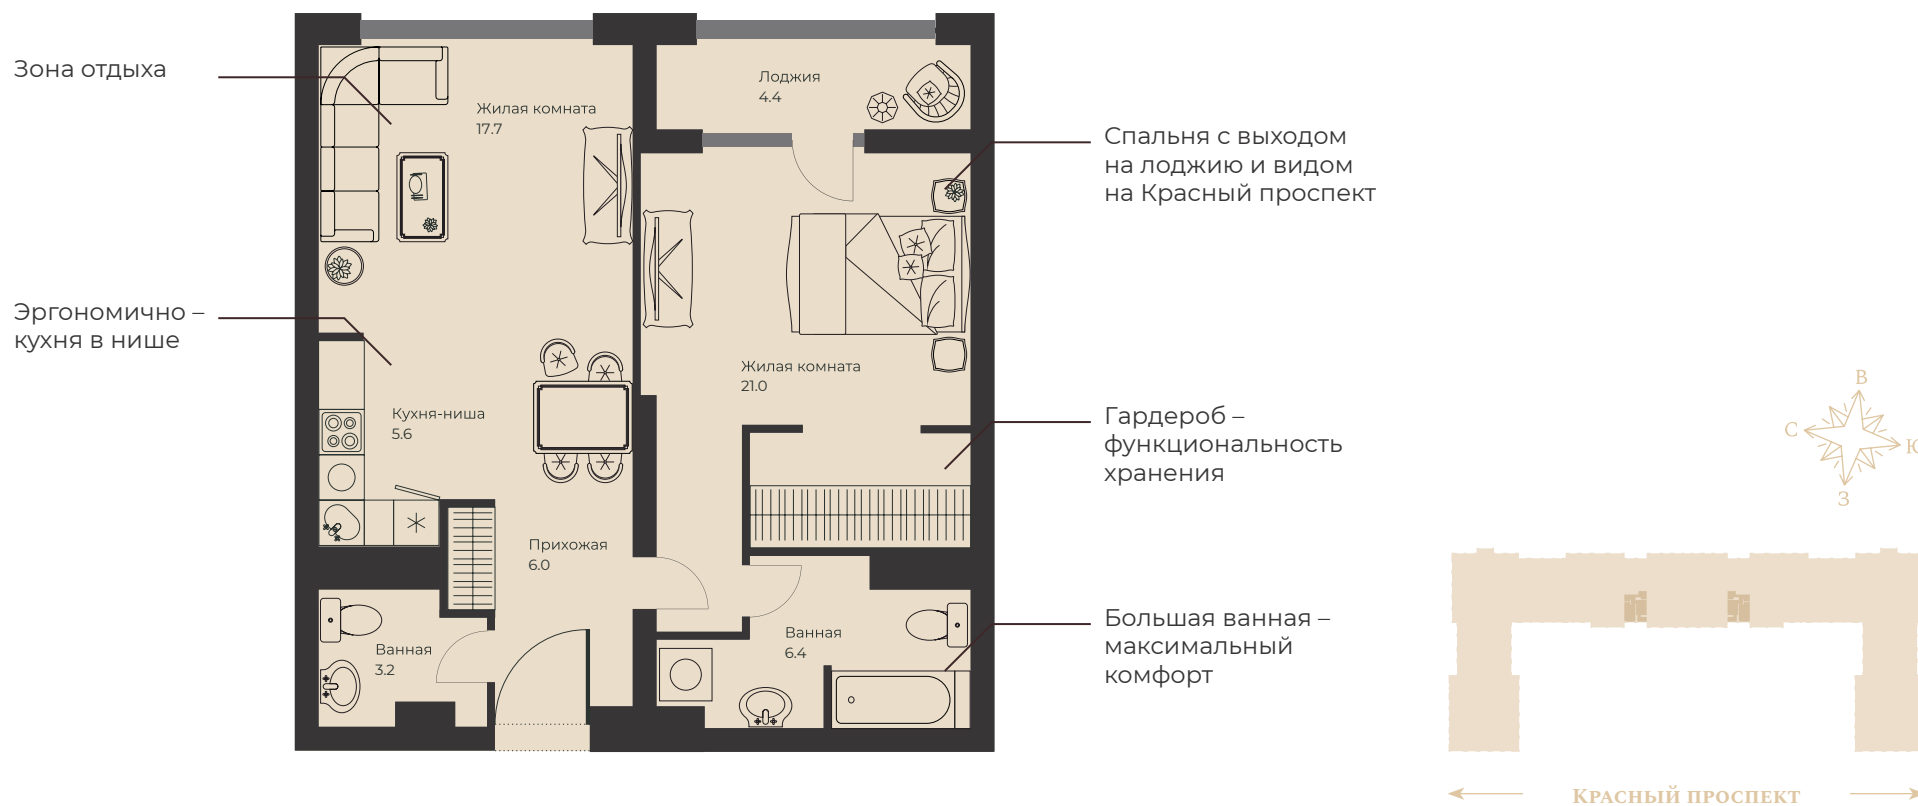 Зона отдыха
Эргономично –
кухня в нише
Жилая комната
17.7
Лоджия
4.4
Жилая комната
21.0
Кухня-ниша
5.6
Прихожая
6.0
Ванная
3.2
Ванная
6.4
Спальня с выходом
на лоджию и видом
на Красный проспект
Гардероб –
функциональность
хранения
Большая ванная –
максимальный
комфорт
В
С
Ю
З
Красный проспект